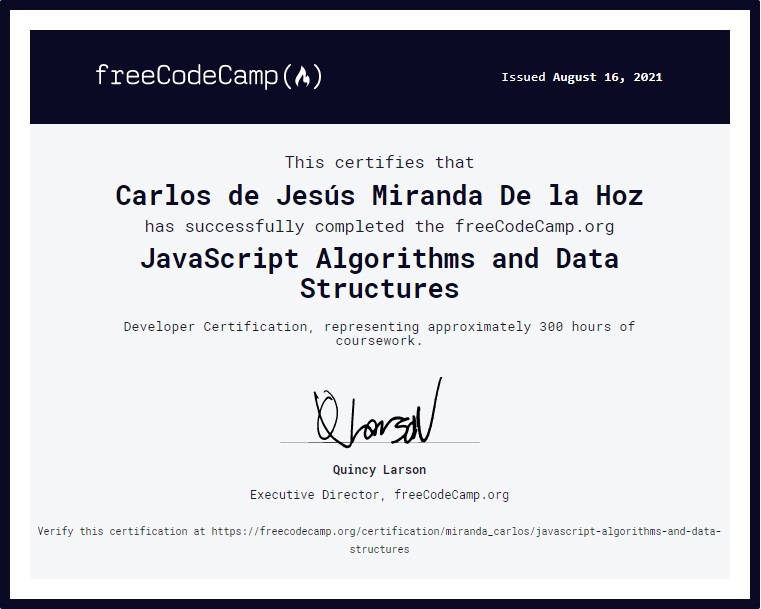 freeCodeCamp(🔥)
Issued August 16, 2021
This certifies that
Carlos de Jesús Miranda De la Hoz
has successfully completed the freeCodeCamp.org
JavaScript Algorithms and Data
Structures
Developer Certification, representing approximately 300 hours of
coursework.
Q Larson
Quincy Larson
Executive Director, freeCodeCamp.org
Verify this certification at https://freecodecamp.org/certification/miranda_carlos/javascript-algorithms-and-data-
structures